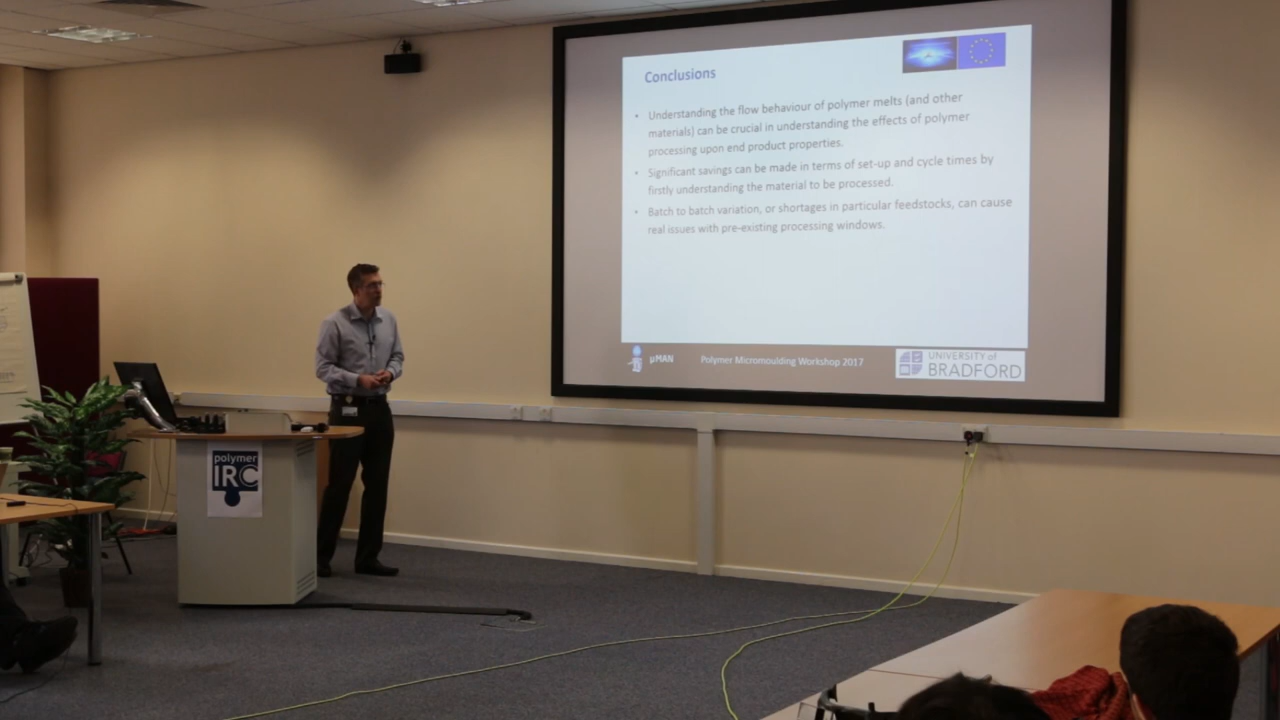 Conclusions
• Understanding the flow behaviour of polymer melts (and other
materials) can be crucial in understanding the effects of polymer
processing upon end product properties.
• Significant savings can be made in terms of set-up and cycle times by
firstly understanding the material to be processed.
• Batch to batch variation, or shortages in particular feedstocks, can cause
real issues with pre-existing processing windows.
μMAN
Polymer Micromoulding Workshop 2017
UNIVERSITY of
BRADFORD
polymer
IRC